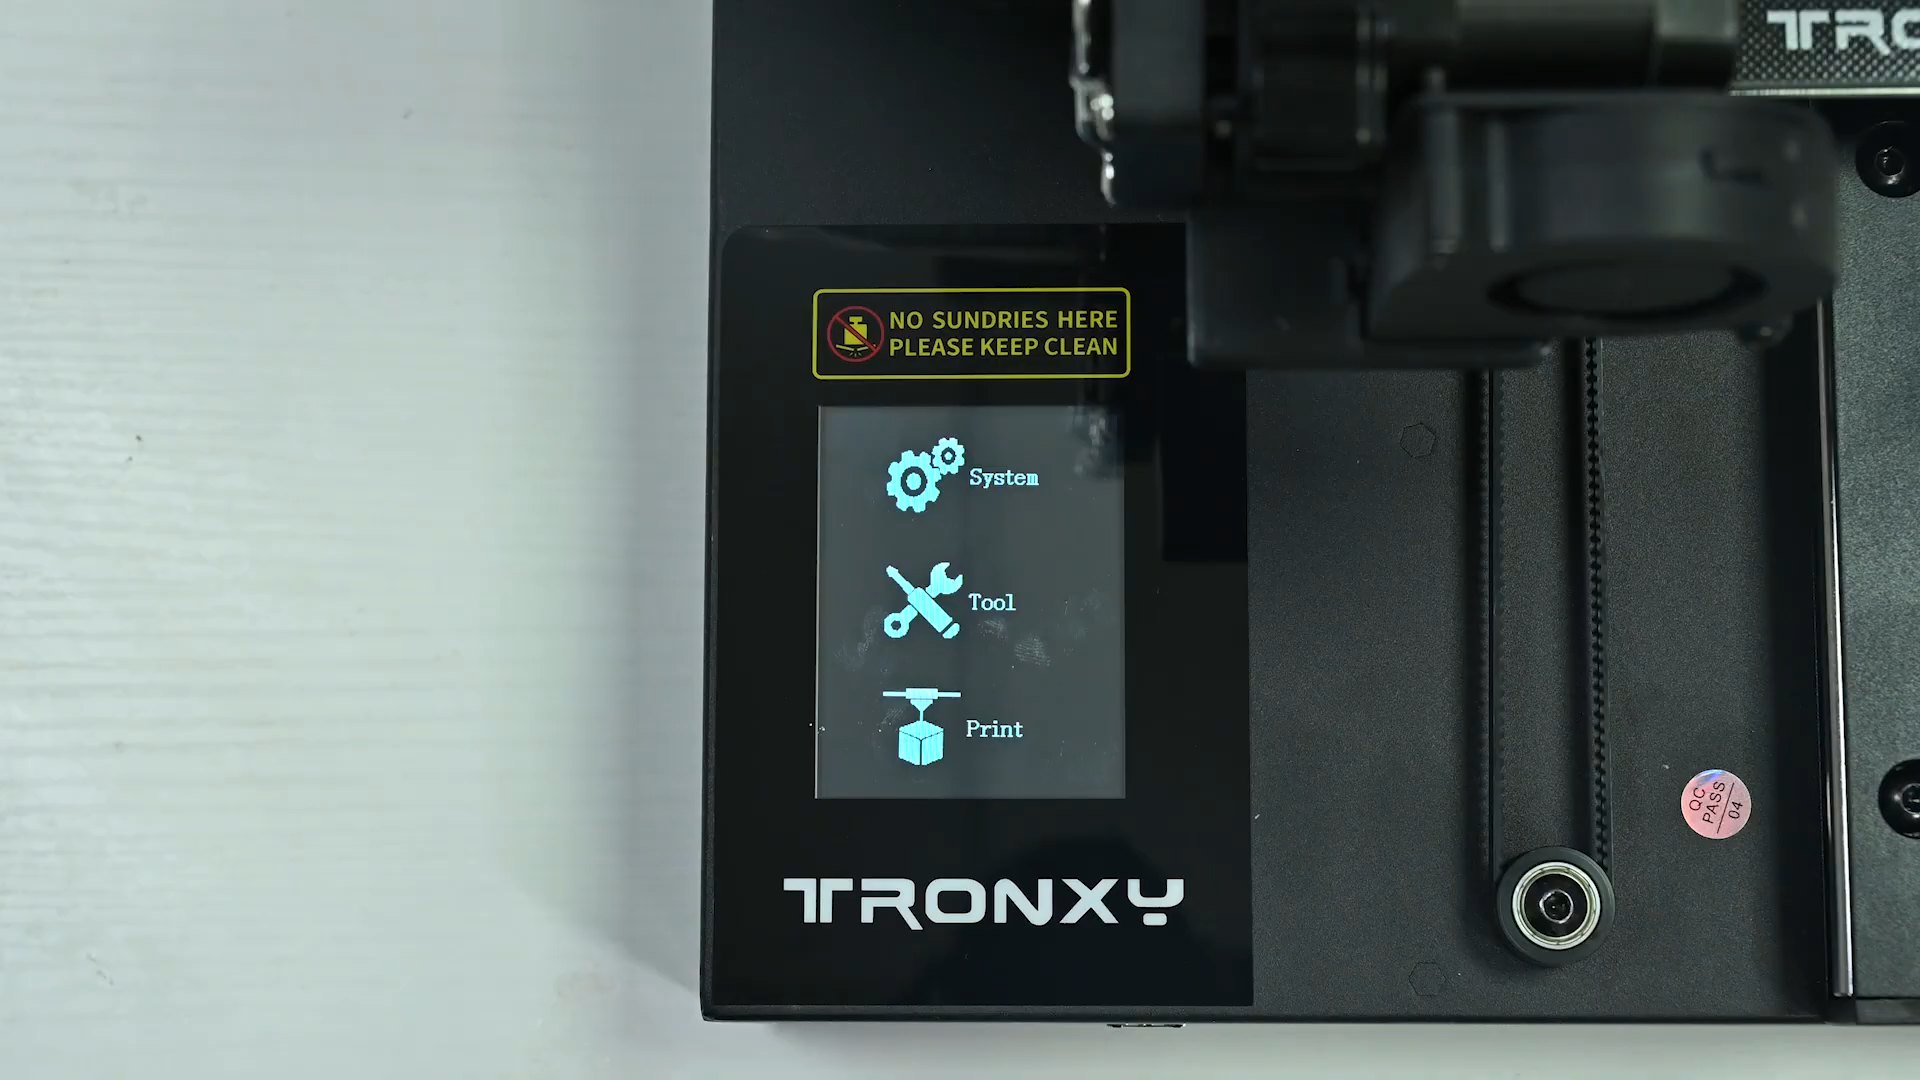 NO SUNDRIES HERE
PLEASE KEEP CLEAN
System
Tool
Print
TRONXY
QC
PASS
04